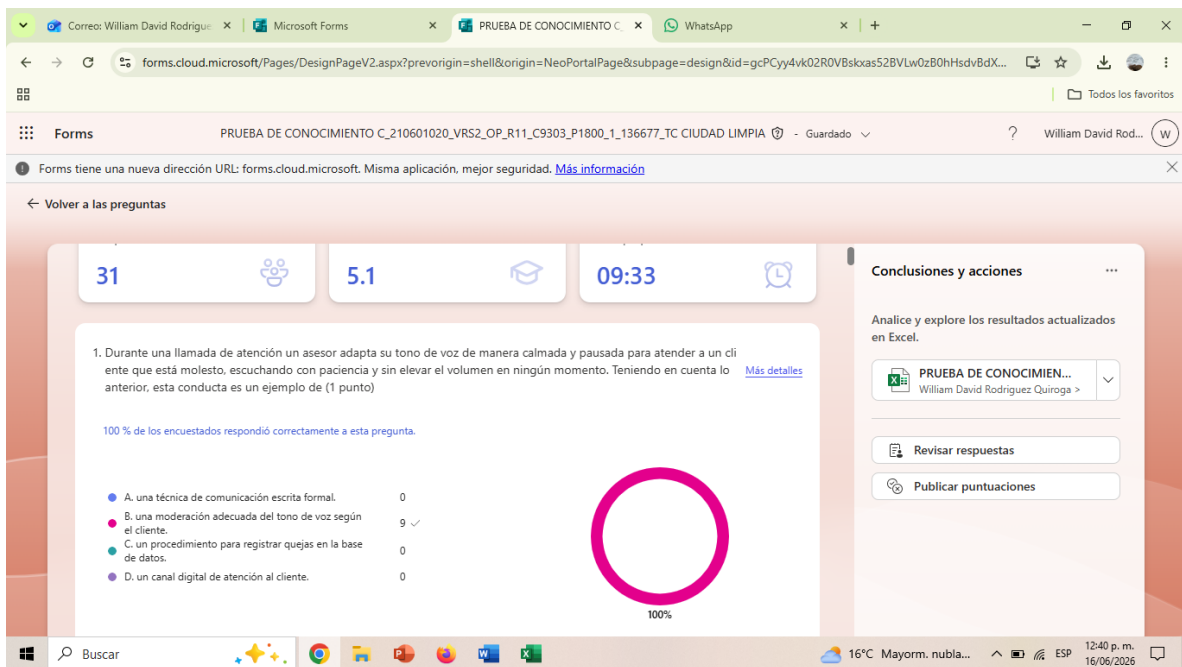 Correo: William David Rodrigue
Microsoft Forms
PRUEBA DE CONOCIMIENTO C_
WhatsApp
forms.cloud.microsoft/Pages/DesignPageV2.aspx?prevorigin=shell&origin=NeoPortalPage&subpage=design&id=gcPCyy4vk02R0VBskxas52BVLw0zB0hHsdvBdX...
Todos los favoritos
Forms
PRUEBA DE CONOCIMIENTO C_210601020_VRS2_OP_R11_C9303_P1800_1_136677_TC CIUDAD LIMPIA - Guardado
? William David Rod... W
Forms tiene una nueva dirección URL: forms.cloud.microsoft. Misma aplicación, mejor seguridad. Más información
Volver a las preguntas
31
5.1
09:33
1. Durante una llamada de atención un asesor adapta su tono de voz de manera calmada y pausada para atender a un cli
ente que está molesto, escuchando con paciencia y sin elevar el volumen en ningún momento. Teniendo en cuenta lo
anterior, esta conducta es un ejemplo de (1 punto)
Más detalles
100 % de los encuestados respondió correctamente a esta pregunta.
A. una técnica de comunicación escrita formal. 0
B. una moderación adecuada del tono de voz según
el cliente. 9
C. un procedimiento para registrar quejas en la base
de datos. 0
D. un canal digital de atención al cliente. 0
100%
Conclusiones y acciones
Analice y explore los resultados actualizados
en Excel.
PRUEBA DE CONOCIMIEN...
William David Rodriguez Quiroga >
Revisar respuestas
Publicar puntuaciones
Buscar
16°C Mayorm. nubla...
ESP
12:40 p. m.
16/06/2026